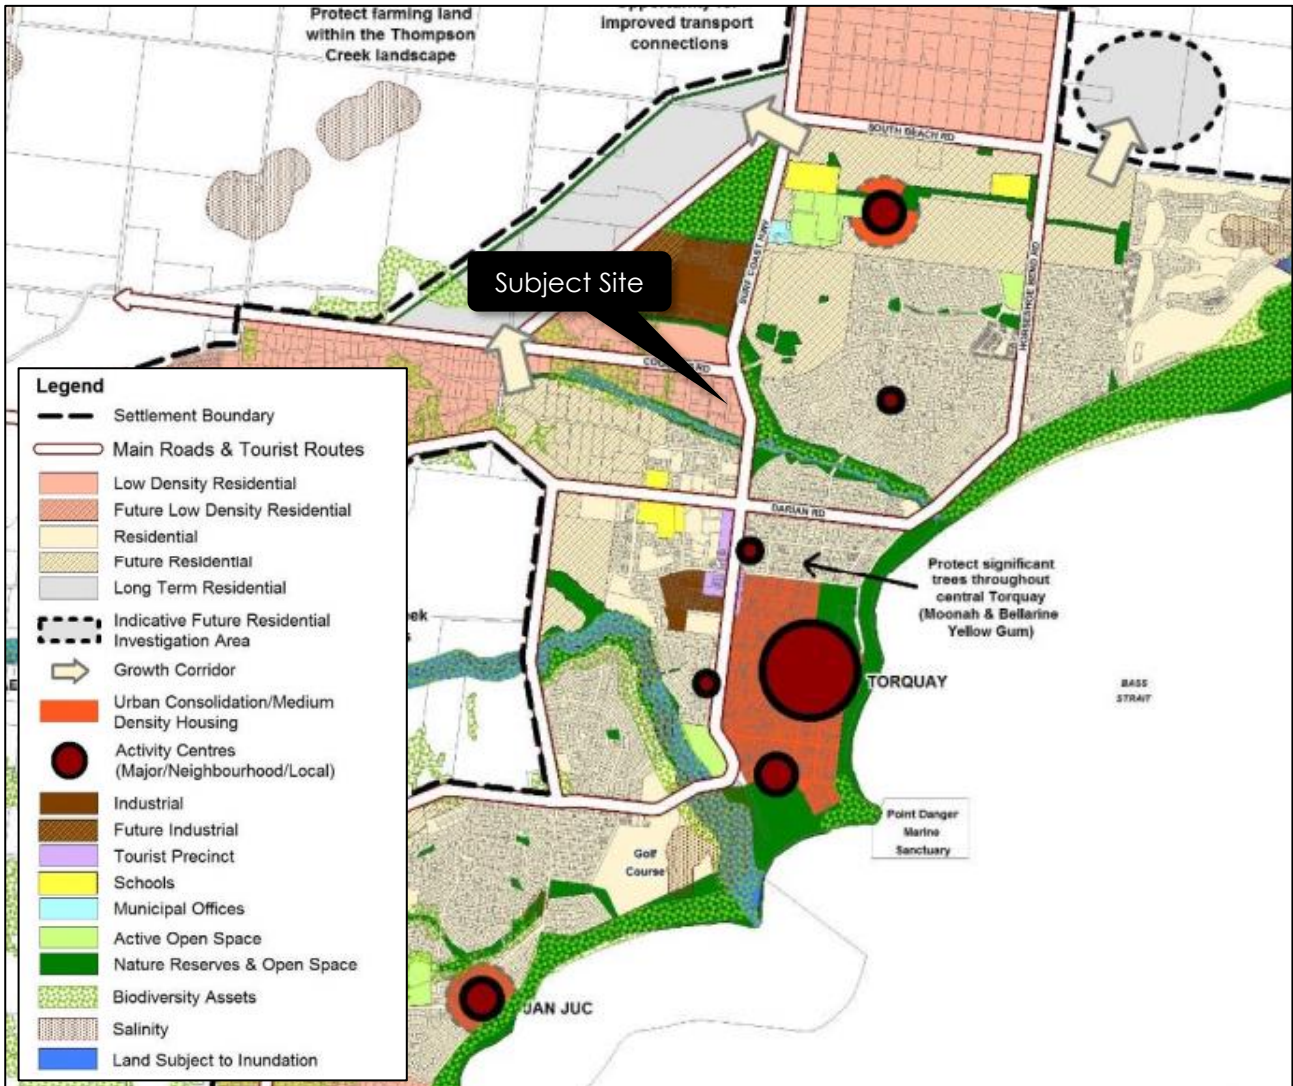 Protect farming land
within the Thompson
Creek landscape
improved transport
connections
SOUTH BEACH RD
SURF COAST HWY
HORSESHOE BEND RD
Subject Site
RD
DARIAN RD
Protect significant
trees throughout
central Torquay
(Moonah & Bellarine
Yellow Gum)
TORQUAY
BASS
STRAIT
Point Danger
Marine
Sanctuary
Golf
Course
JAN JUC
Legend
Settlement Boundary
Main Roads & Tourist Routes
Low Density Residential
Future Low Density Residential
Residential
Future Residential
Long Term Residential
Indicative Future Residential
Investigation Area
Growth Corridor
Urban Consolidation/Medium
Density Housing
Activity Centres
(Major/Neighbourhood/Local)
Industrial
Future Industrial
Tourist Precinct
Schools
Municipal Offices
Active Open Space
Nature Reserves & Open Space
Biodiversity Assets
Salinity
Land Subject to Inundation